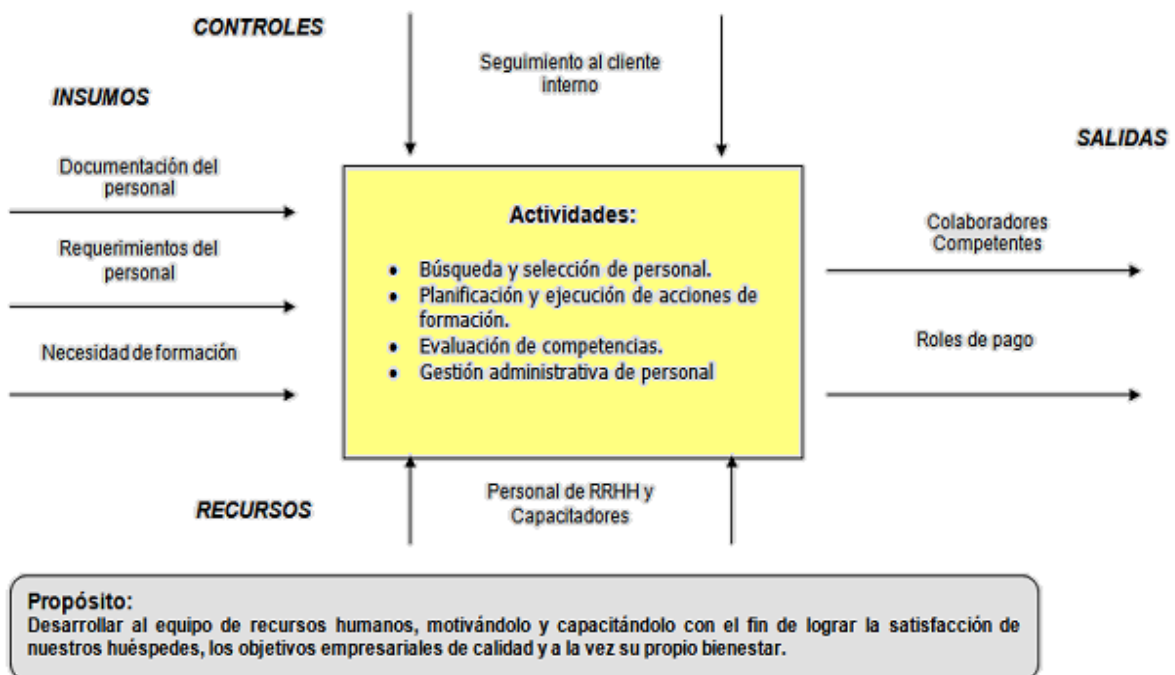 CONTROLES
Seguimiento al cliente
interno
INSUMOS
SALIDAS
Documentación del
personal
Requerimientos del
personal
Necesidad de formación
Actividades:
• Búsqueda y selección de personal.
• Planificación y ejecución de acciones de
formación.
• Evaluación de competencias.
• Gestión administrativa de personal
Colaboradores
Competentes
Roles de pago
RECURSOS
Personal de RRHH y
Capacitadores
Propósito:
Desarrollar al equipo de recursos humanos, motivándolo y capacitándolo con el fin de lograr la satisfacción de
nuestros huéspedes, los objetivos empresariales de calidad y a la vez su propio bienestar.